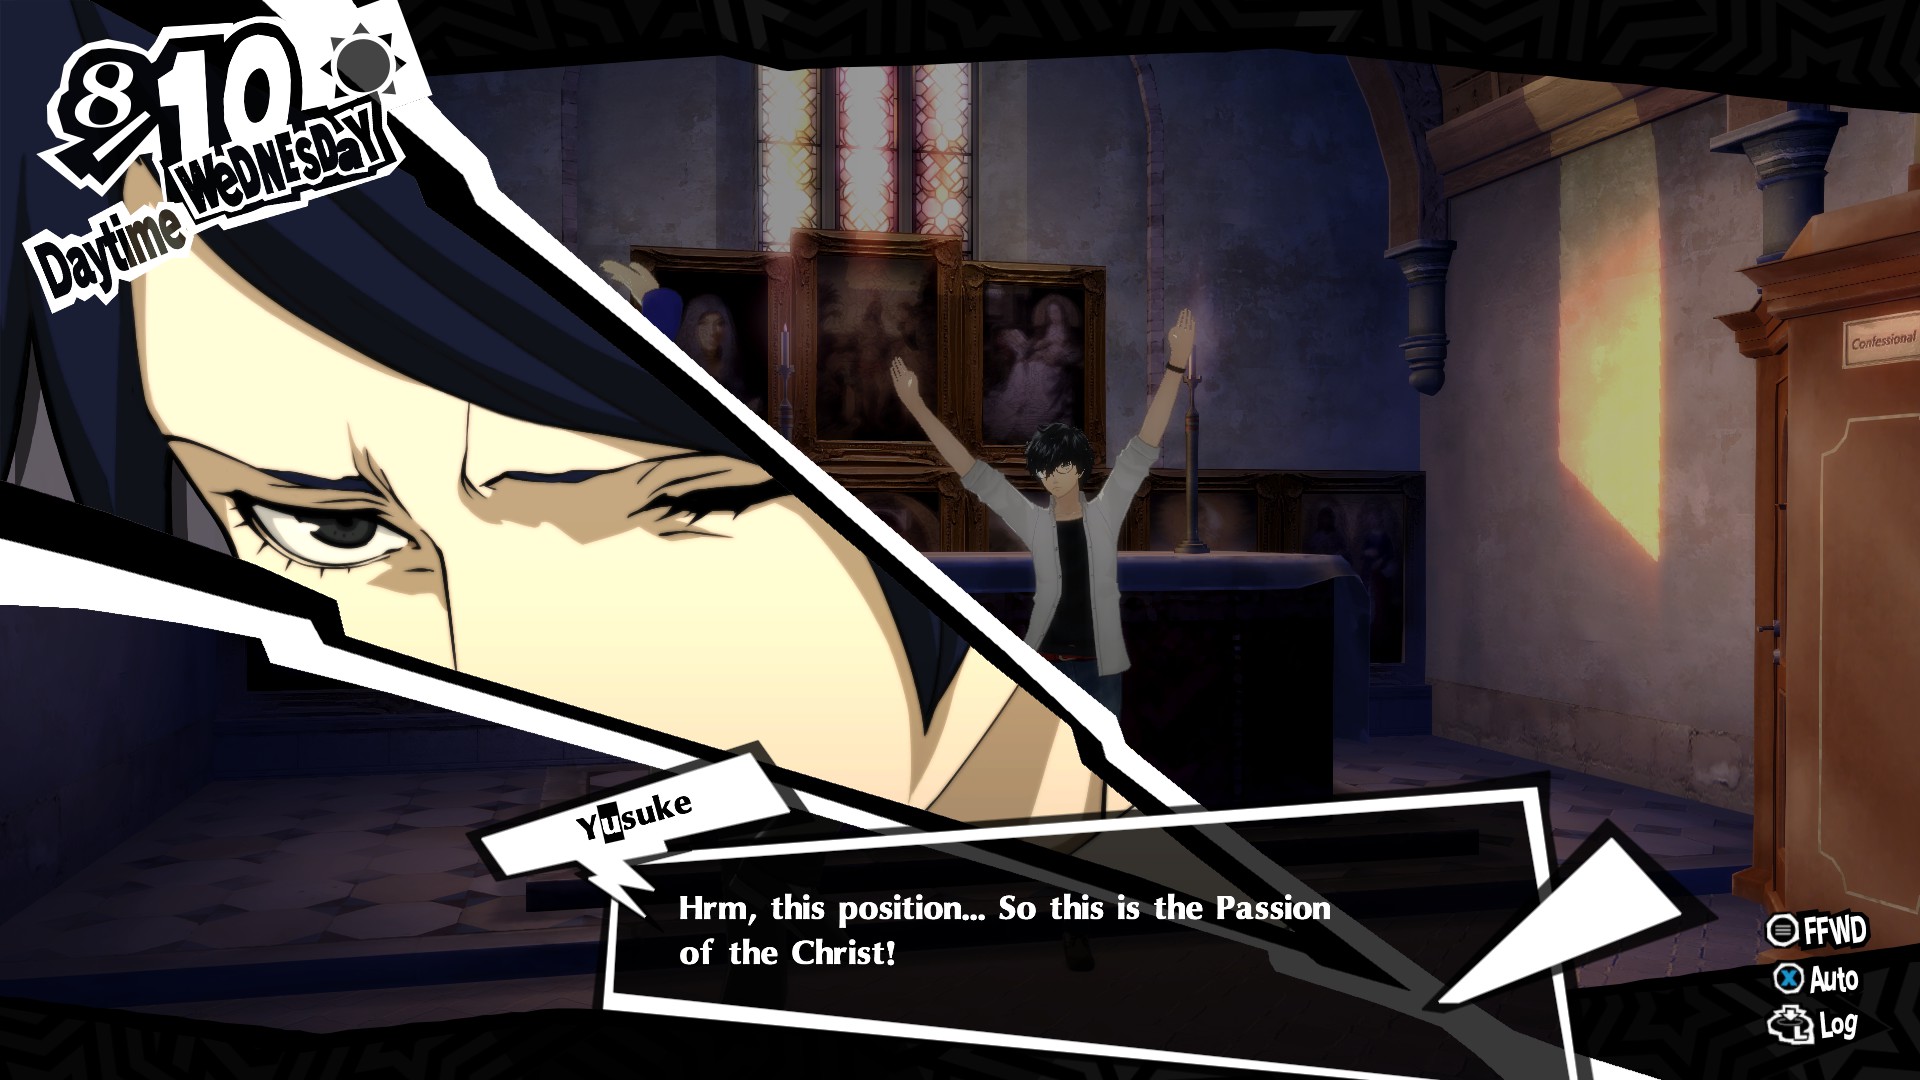 8/10
WeDNESDaY
Daytime
Confessional
Yusuke
Hrm, this position... So this is the Passion
of the Christ!
FFWD
X Auto
L Log